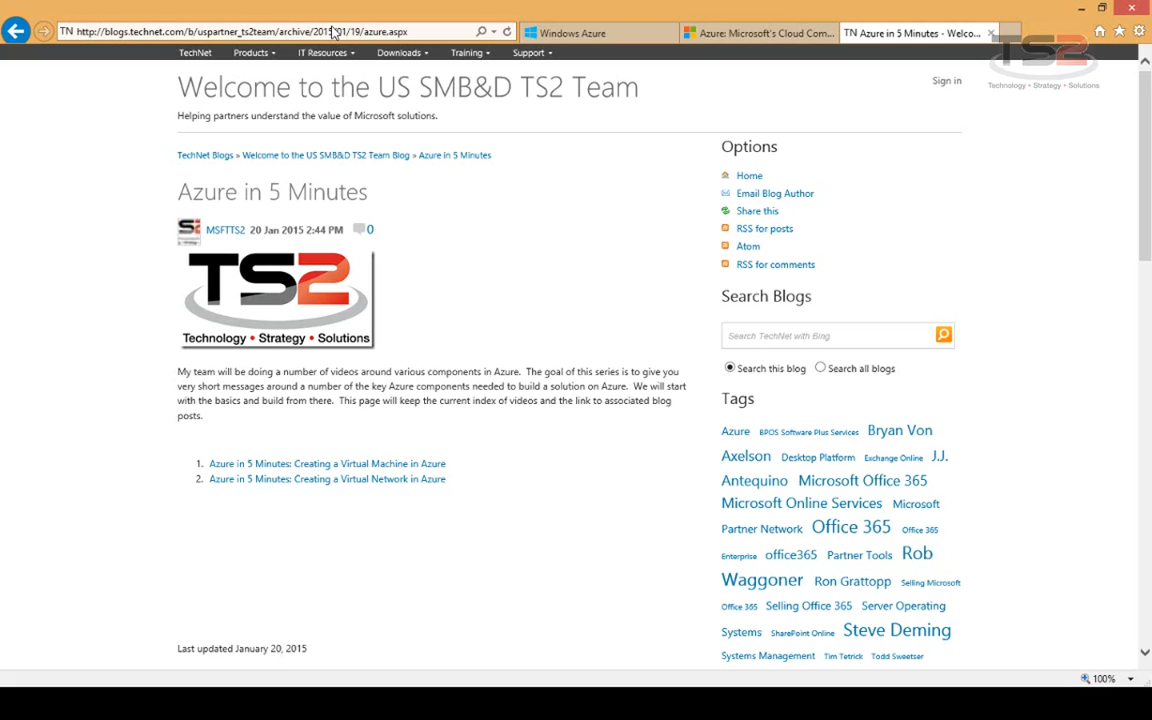 TN http://blogs.technet.com/b/uspartner_ts2team/archive/2015/01/19/azure.aspx
Windows Azure
Azure: Microsoft's Cloud Com...
TN Azure in 5 Minutes - Welco...
TechNet Products IT Resources Downloads Training Support
TS2
Technology • Strategy • Solutions
Welcome to the US SMB&D TS2 Team
Sign in
Helping partners understand the value of Microsoft solutions.
TechNet Blogs » Welcome to the US SMB&D TS2 Team Blog » Azure in 5 Minutes
Azure in 5 Minutes
MSFTTS2 20 Jan 2015 2:44 PM 0
TS2
Technology • Strategy • Solutions
My team will be doing a number of videos around various components in Azure. The goal of this series is to give you
very short messages around a number of the key Azure components needed to build a solution on Azure. We will start
with the basics and build from there. This page will keep the current index of videos and the link to associated blog
posts.
1. Azure in 5 Minutes: Creating a Virtual Machine in Azure
2. Azure in 5 Minutes: Creating a Virtual Network in Azure
Last updated January 20, 2015
Options
Home
Email Blog Author
Share this
RSS for posts
Atom
RSS for comments
Search Blogs
Search TechNet with Bing
Search this blog Search all blogs
Tags
Azure BPOS Software Plus Services Bryan Von
Axelson Desktop Platform Exchange Online J.J.
Antequino Microsoft Office 365
Microsoft Online Services Microsoft
Partner Network Office 365 Office 365
Enterprise office365 Partner Tools Rob
Waggoner Ron Grattopp Selling Microsoft
Office 365 Selling Office 365 Server Operating
Systems SharePoint Online Steve Deming
Systems Management Tim Tetrick Todd Sweetser
100%